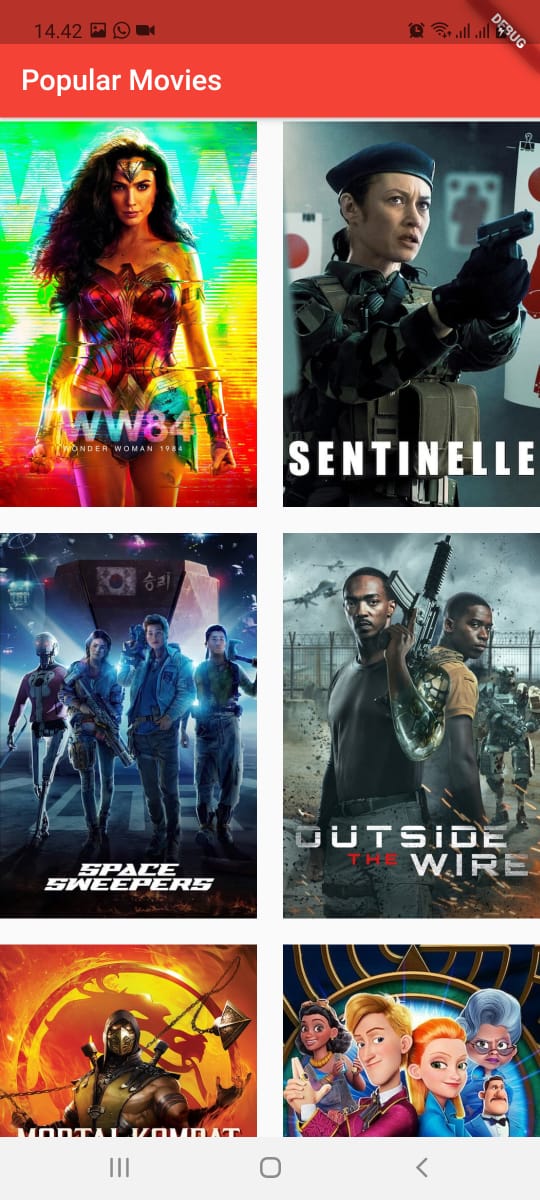 14.42
DEBUG
Popular Movies
WW
WW84
WONDER WOMAN 1984
SENTINELLE
승리
SPACE
SWEEPERS
OUTSIDE
THE WIRE
MORTAL KOMBAT